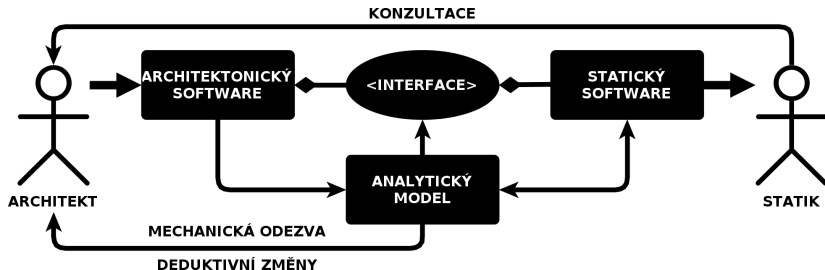 KONZULTACE
ARCHITEKTONICKÝ
SOFTWARE
<INTERFACE>
STATICKÝ
SOFTWARE
ANALYTICKÝ
MODEL
ARCHITEKT
STATIK
MECHANICKÁ ODEZVA
DEDUKTIVNÍ ZMĚNY